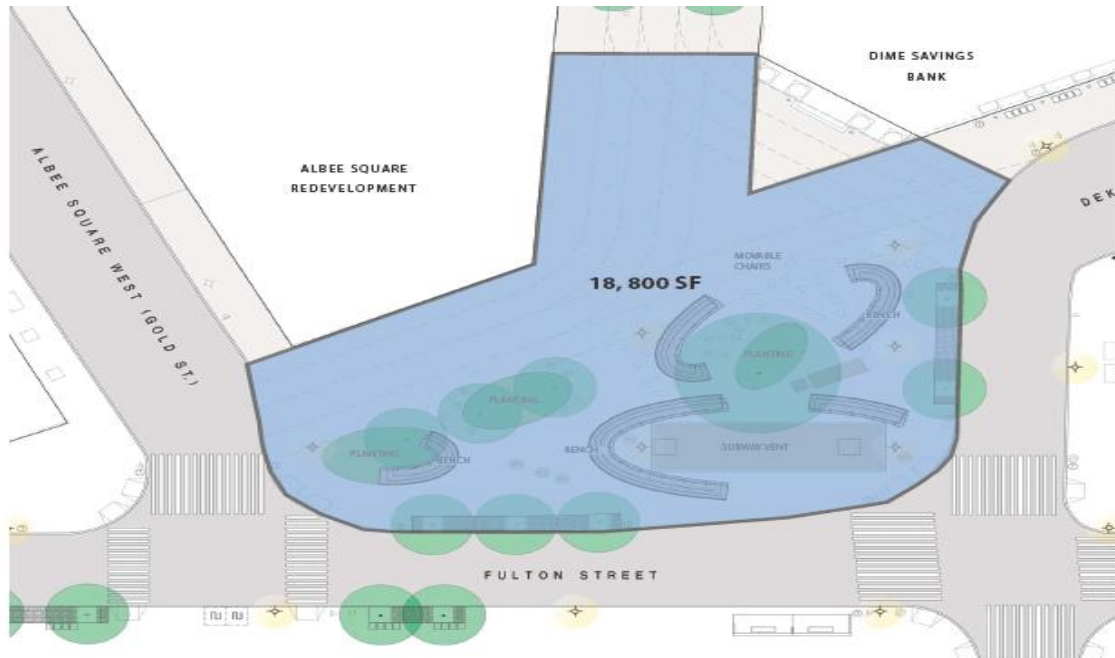 DIME SAVINGS
BANK
ALBEE SQUARE
REDEVELOPMENT
ALBEE SQUARE WEST (GOLD ST.)
DEK
MOVABLE
CHAIRS
18, 800 SF
BENCH
PLANTING
PLANTING
PLANTING
BENCH
BENCH
SUBWAY VENT
FULTON STREET